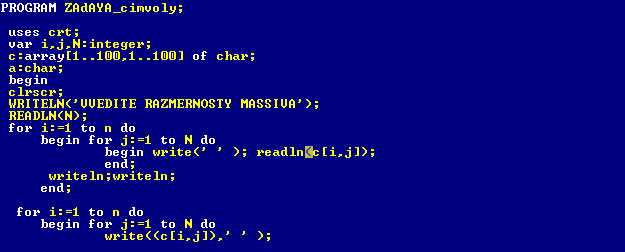 PROGRAM ZAdAYA_cimvoly;
uses crt;
var i,j,N:integer;
c:array[1..100,1..100] of char;
a:char;
begin
clrscr;
WRITELN('VVEDITE RAZMERNOSTY MASSIVA');
READLN(N);
for i:=1 to n do
begin for j:=1 to N do
begin write(' ' ); readln(c[i,j]);
end;
writeln;writeln;
end;
for i:=1 to n do
begin for j:=1 to N do
write((c[i,j]),' ' );